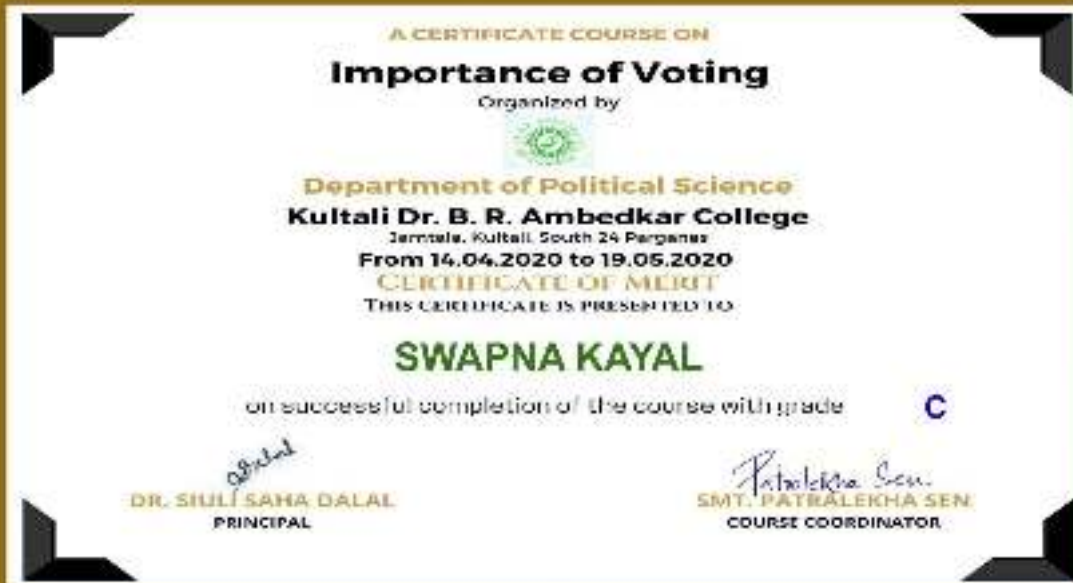 A CERTIFICATE COURSE ON
Importance of Voting
Organized by
Department of Political Science
Kultali Dr. B. R. Ambedkar College
Jamtala, Kultali, South 24 Parganas
From 14.04.2020 to 19.05.2020
CERTIFICATE OF MERIT
THIS CERTIFICATE IS PRESENTED TO
SWAPNA KAYAL
on successful completion of the course with grade C
Patralekha Sen.
DR. SIULI SAHA DALAL
SMT. PATRALEKHA SEN
PRINCIPAL
COURSE COORDINATOR